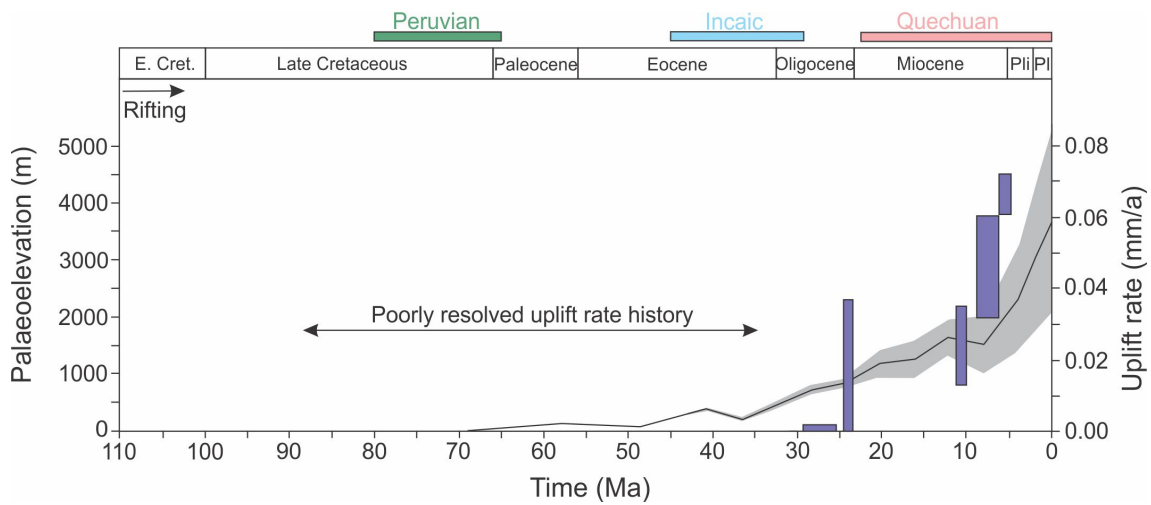 Peruvian Incaic Quechuan
E. Cret. Late Cretaceous Paleocene Eocene Oligocene Miocene Pli Pl
Rifting
Palaeoelevation (m)
5000
4000
3000
2000
1000
0
Poorly resolved uplift rate history
0.08
0.06
0.04
0.02
0.00
Uplift rate (mm/a)
110 100 90 80 70 60 50 40 30 20 10 0
Time (Ma)